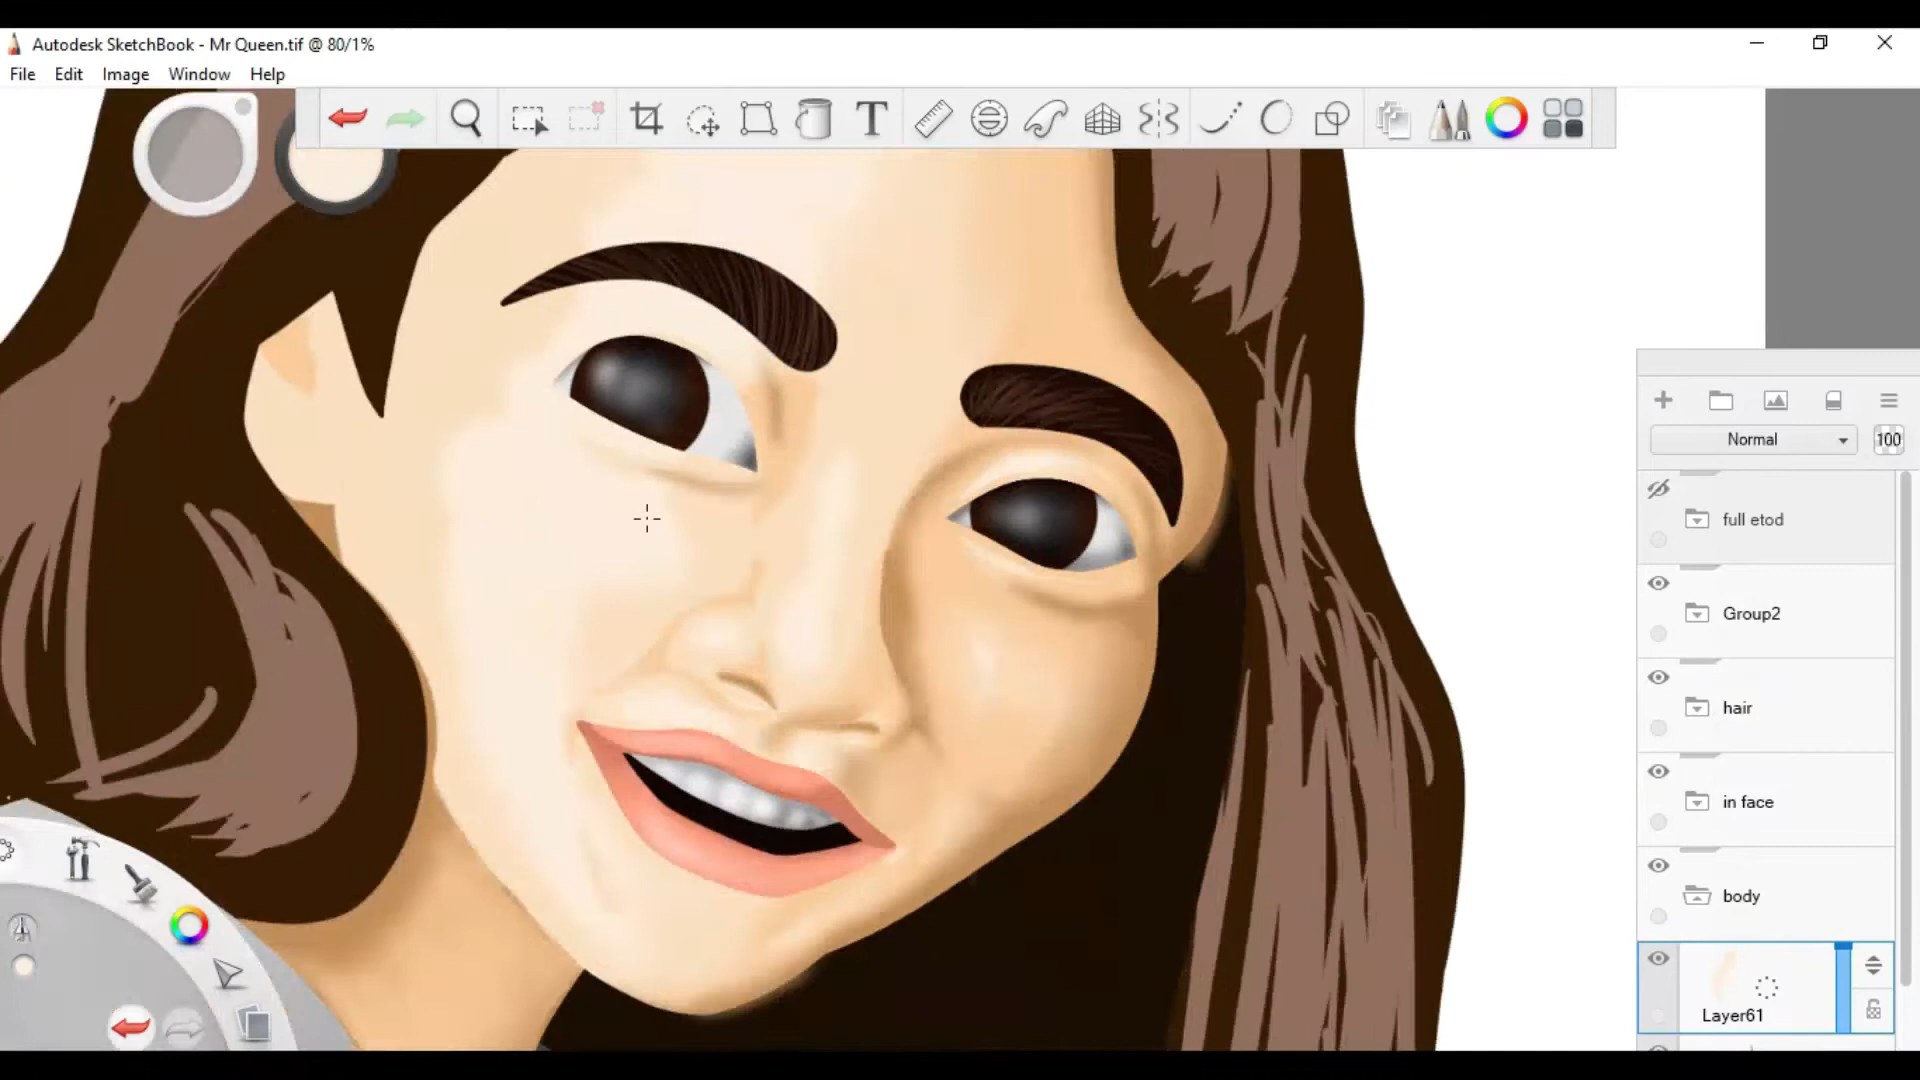 Autodesk SketchBook - Mr Queen.tif @ 80/1%
File Edit Image Window Help
T
Normal 100
full etod
Group2
hair
in face
body
Layer61